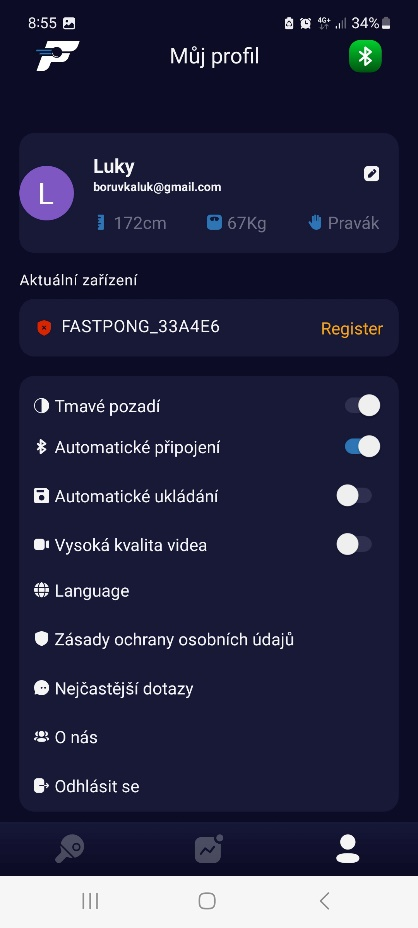 8:55
4G+
34%
Můj profil
L
Luky
boruvkaluk@gmail.com
172cm
67Kg
Pravák
Aktuální zařízení
FASTPONG_33A4E6
Register
Tmavé pozadí
Automatické připojení
Automatické ukládání
Vysoká kvalita videa
Language
Zásady ochrany osobních údajů
Nejčastější dotazy
O nás
Odhlásit se